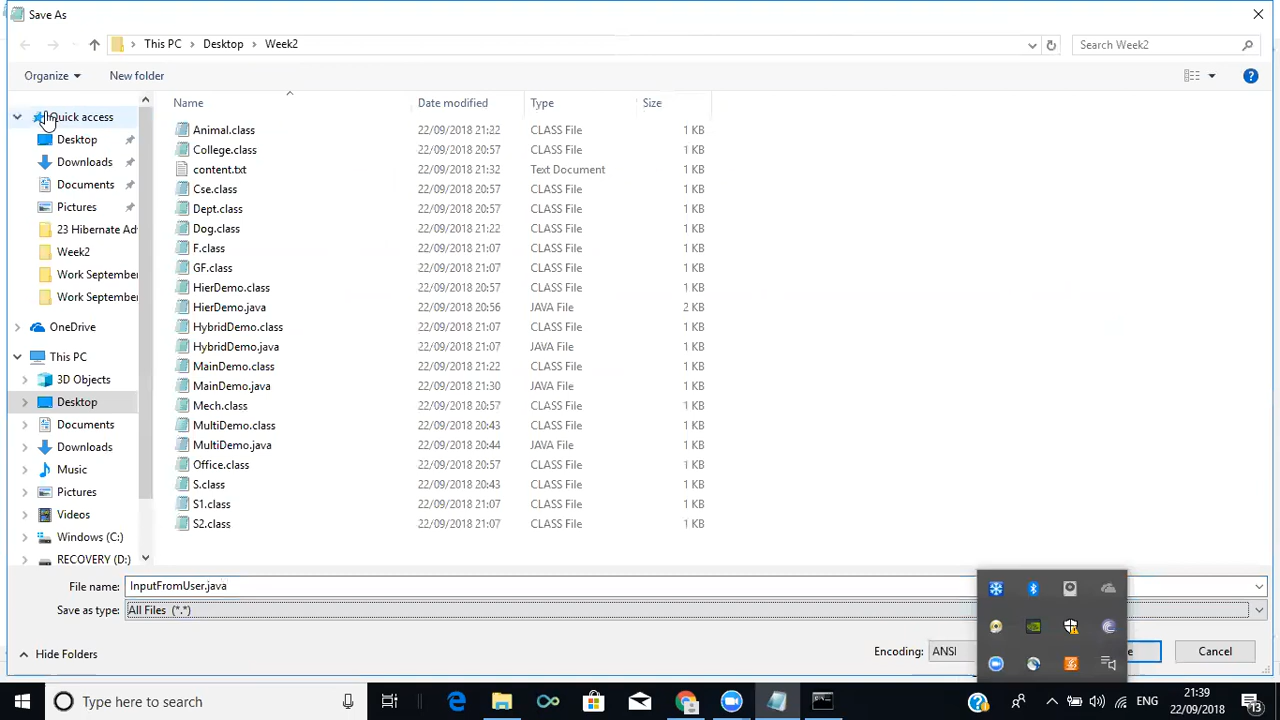 Save As
This PC > Desktop > Week2
Search Week2
Organize
New folder
Name Date modified Type Size
Quick access
Desktop
Downloads
Documents
Pictures
23 Hibernate Ad
Week2
Work September
Work September
OneDrive
This PC
3D Objects
Desktop
Documents
Downloads
Music
Pictures
Videos
Windows (C:)
RECOVERY (D:)
Animal.class 22/09/2018 21:22 CLASS File 1 KB
College.class 22/09/2018 20:57 CLASS File 1 KB
content.txt 22/09/2018 21:32 Text Document 1 KB
Cse.class 22/09/2018 20:57 CLASS File 1 KB
Dept.class 22/09/2018 20:57 CLASS File 1 KB
Dog.class 22/09/2018 21:22 CLASS File 1 KB
F.class 22/09/2018 21:07 CLASS File 1 KB
GF.class 22/09/2018 21:07 CLASS File 1 KB
HierDemo.class 22/09/2018 20:57 CLASS File 1 KB
HierDemo.java 22/09/2018 20:56 JAVA File 2 KB
HybridDemo.class 22/09/2018 21:07 CLASS File 1 KB
HybridDemo.java 22/09/2018 21:07 JAVA File 1 KB
MainDemo.class 22/09/2018 21:22 CLASS File 1 KB
MainDemo.java 22/09/2018 21:30 JAVA File 1 KB
Mech.class 22/09/2018 20:57 CLASS File 1 KB
MultiDemo.class 22/09/2018 20:43 CLASS File 1 KB
MultiDemo.java 22/09/2018 20:44 JAVA File 1 KB
Office.class 22/09/2018 20:57 CLASS File 1 KB
S.class 22/09/2018 20:43 CLASS File 1 KB
S1.class 22/09/2018 21:07 CLASS File 1 KB
S2.class 22/09/2018 21:07 CLASS File 1 KB
File name: InputFromUser.java
Save as type: All Files (*.*)
Hide Folders
Encoding: ANSI
Cancel
Type here to search
ENG
21:39
22/09/2018
13